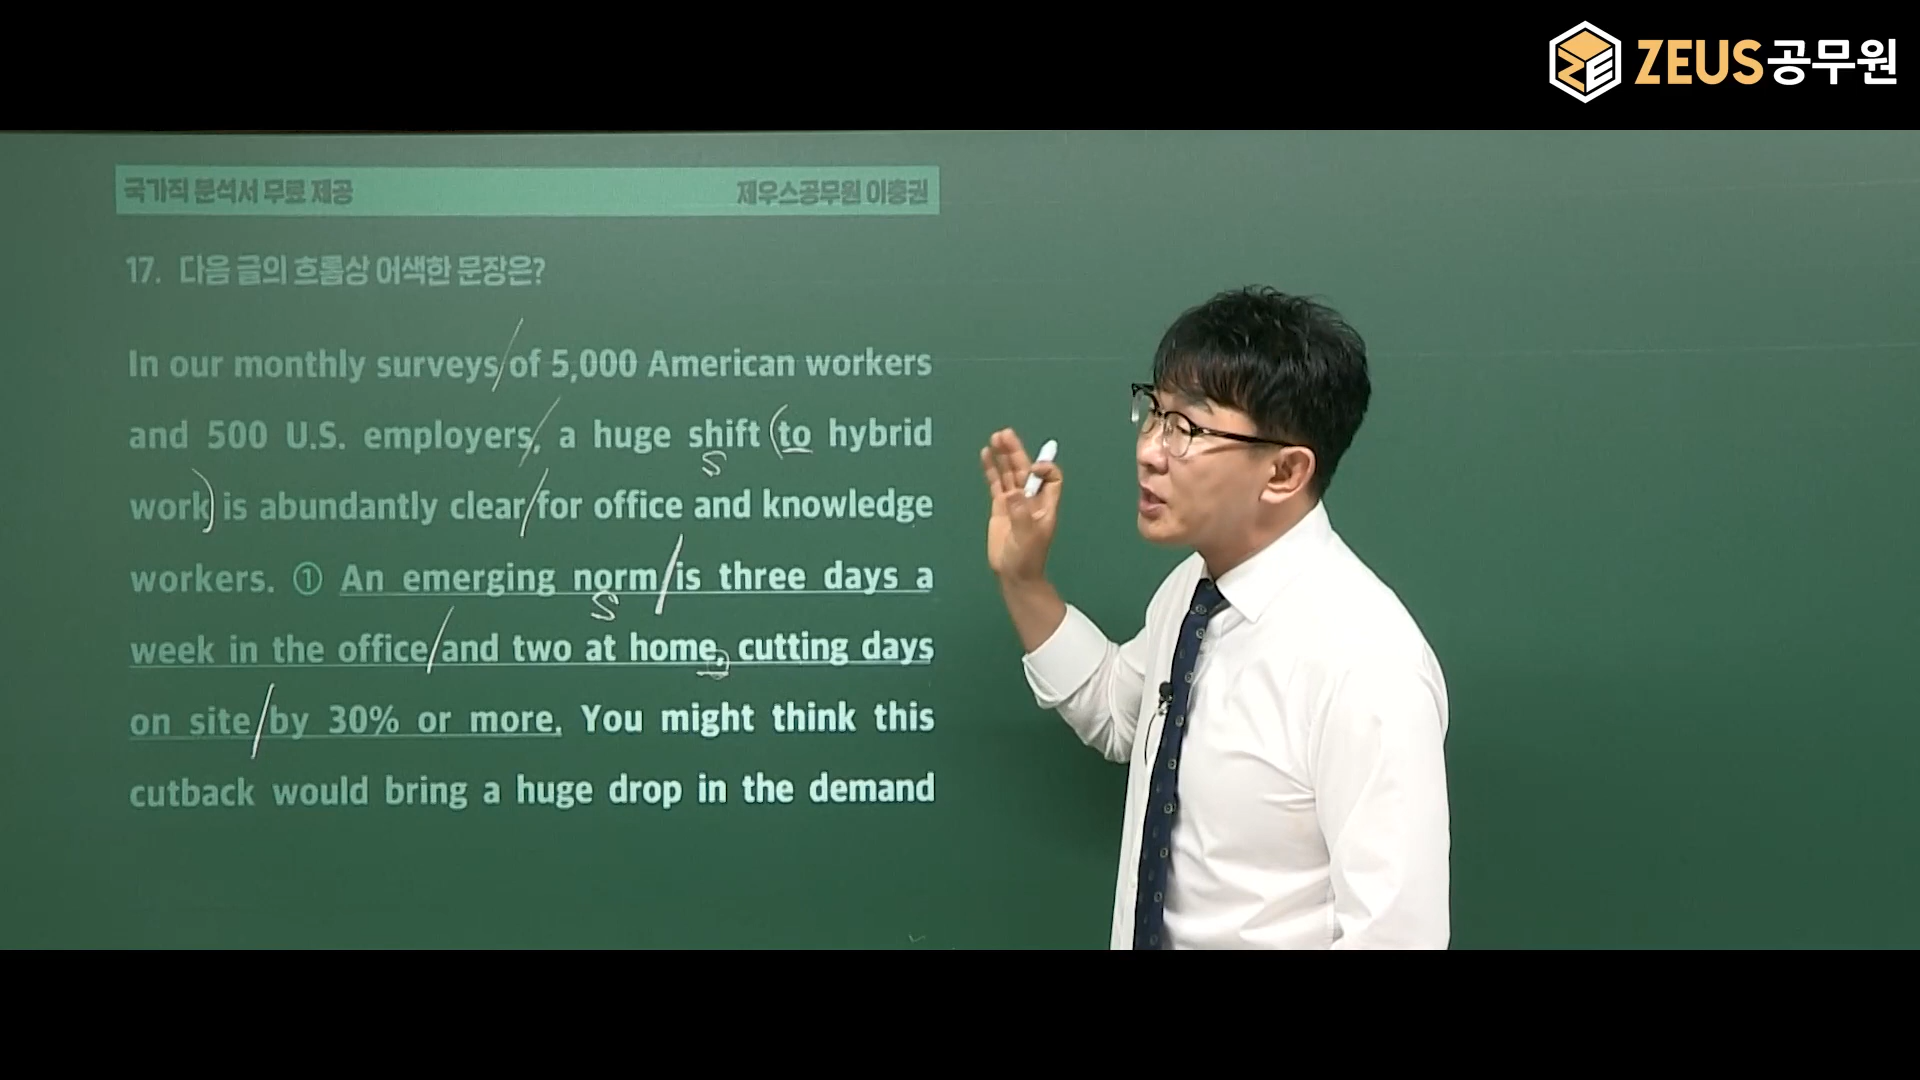 ZEUS공무원
국가직 분석서 무료 제공 제우스공무원 이충권
17. 다음 글의 흐름상 어색한 문장은?
In our monthly surveys of 5,000 American workers
and 500 U.S. employers, a huge shift to hybrid
work is abundantly clear for office and knowledge
workers. ① An emerging norm is three days a
week in the office and two at home, cutting days
on site by 30% or more. You might think this
cutback would bring a huge drop in the demand